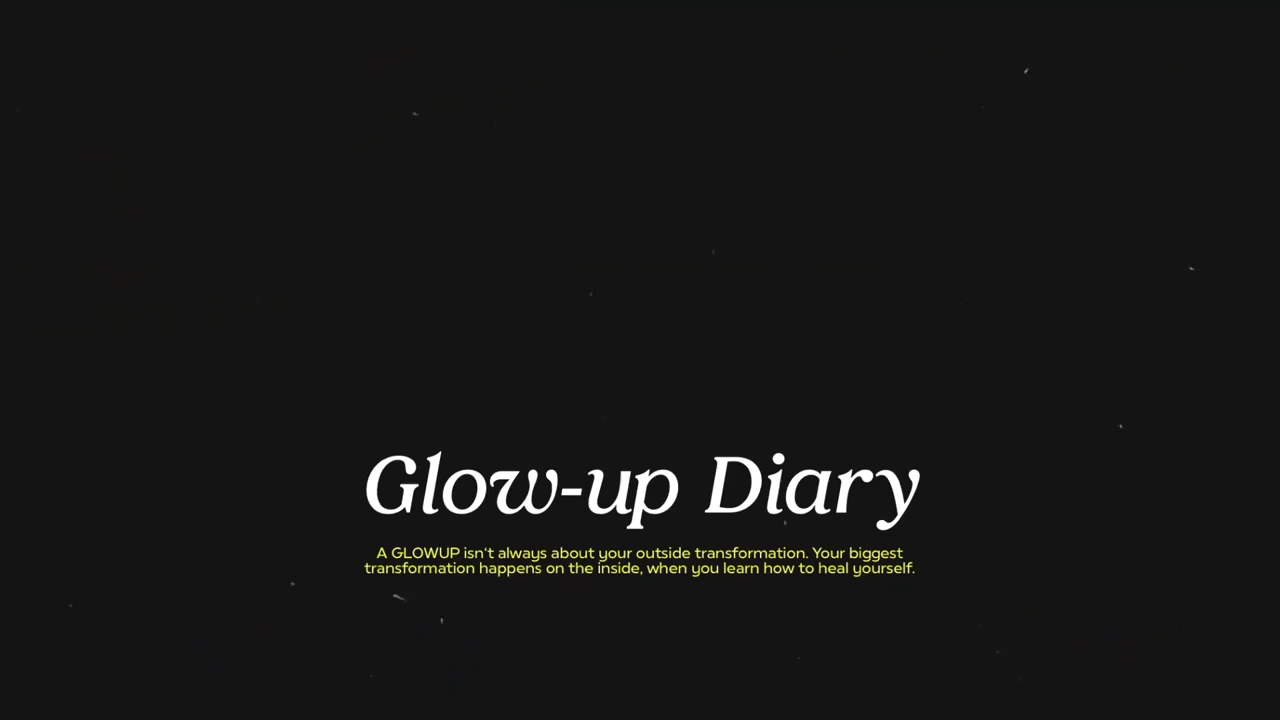 Glow-up Diary
A GLOWUP isn't always about your outside transformation. Your biggest
transformation happens on the inside, when you learn how to heal yourself.